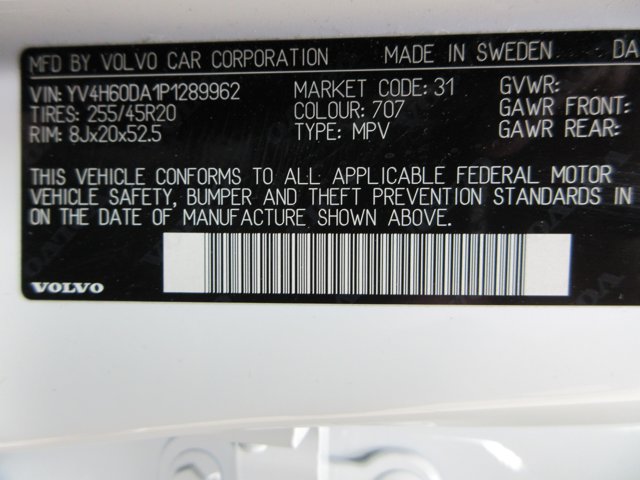 MFD BY VOLVO CAR CORPORATION MADE IN SWEDEN DA
VIN: YV4H60DA1P1289962 MARKET CODE: 31 GVWR:
TIRES: 255/45R20 COLOUR: 707 GAWR FRONT:
RIM: 8Jx20x52.5 TYPE: MPV GAWR REAR:
THIS VEHICLE CONFORMS TO ALL APPLICABLE FEDERAL MOTOR
VEHICLE SAFETY, BUMPER AND THEFT PREVENTION STANDARDS IN
ON THE DATE OF MANUFACTURE SHOWN ABOVE.
VOLVO